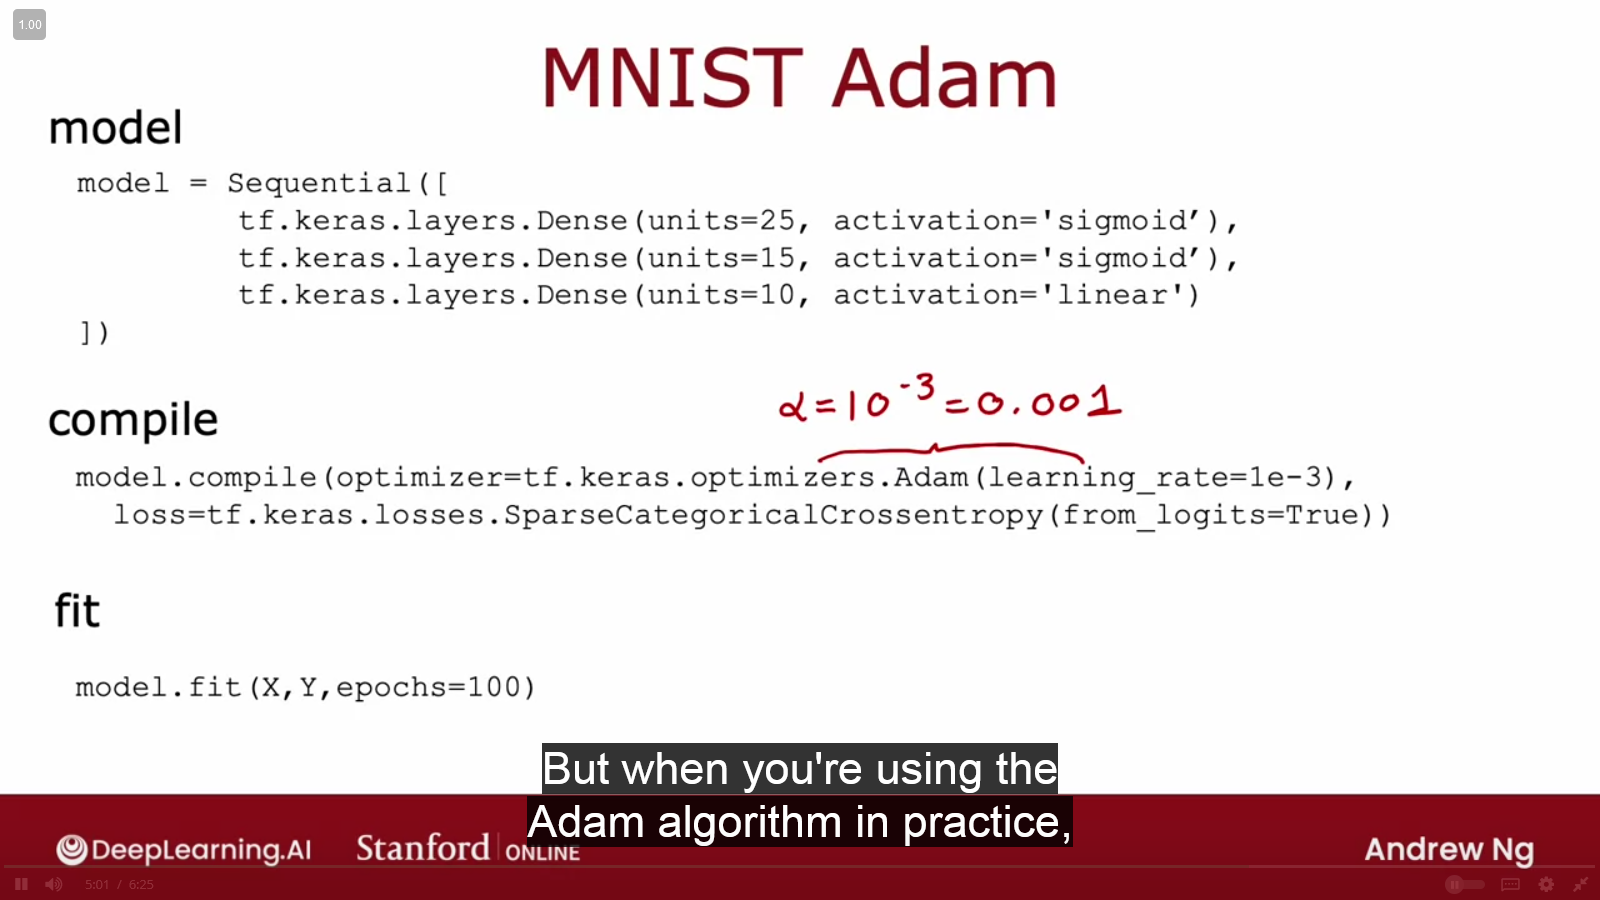 1.00
MNIST Adam
model
model = Sequential([
tf.keras.layers.Dense(units=25, activation='sigmoid’),
tf.keras.layers.Dense(units=15, activation='sigmoid’),
tf.keras.layers.Dense(units=10, activation='linear')
])
α=10⁻³=0.001
compile
model.compile(optimizer=tf.keras.optimizers.Adam(learning_rate=1e-3),
loss=tf.keras.losses.SparseCategoricalCrossentropy(from_logits=True))
fit
model.fit(X,Y,epochs=100)
But when you're using the
Adam algorithm in practice,
DeepLearning.AI Stanford ONLINE Andrew Ng
5:01 / 6:25